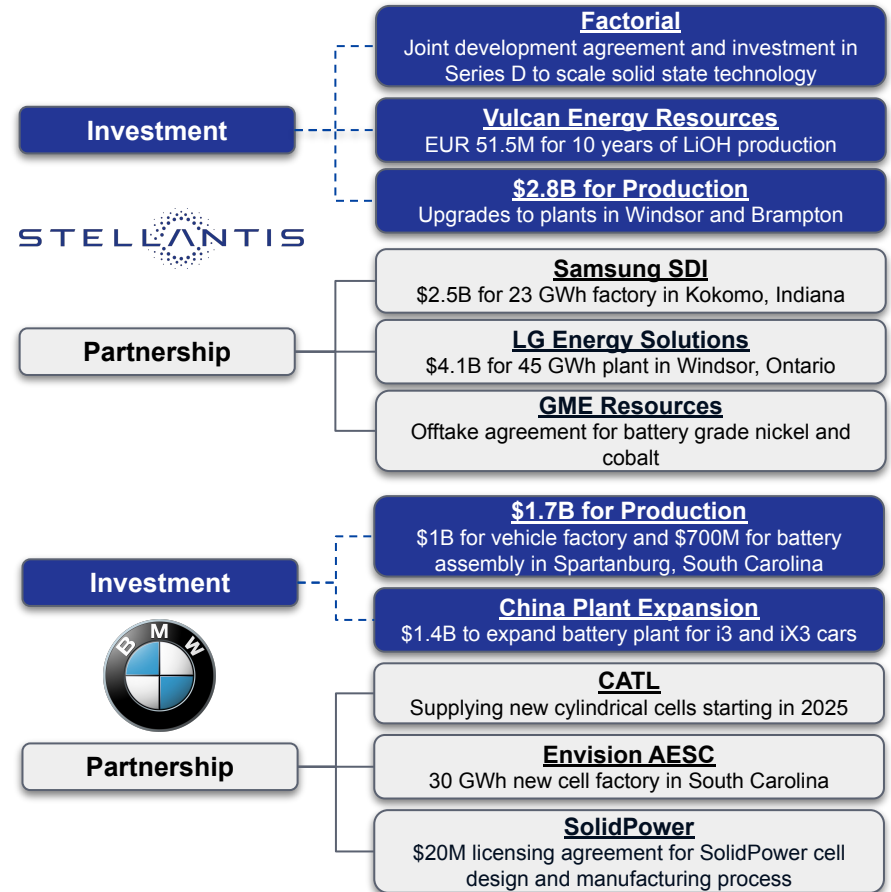 Factorial
Joint development agreement and investment in
Series D to scale solid state technology
Investment
Vulcan Energy Resources
EUR 51.5M for 10 years of LiOH production
$2.8B for Production
Upgrades to plants in Windsor and Brampton
STELLANTIS
Samsung SDI
$2.5B for 23 GWh factory in Kokomo, Indiana
Partnership
LG Energy Solutions
$4.1B for 45 GWh plant in Windsor, Ontario
GME Resources
Offtake agreement for battery grade nickel and
cobalt
$1.7B for Production
$1B for vehicle factory and $700M for battery
assembly in Spartanburg, South Carolina
Investment
China Plant Expansion
$1.4B to expand battery plant for i3 and iX3 cars
BMW
CATL
Supplying new cylindrical cells starting in 2025
Partnership
Envision AESC
30 GWh new cell factory in South Carolina
SolidPower
$20M licensing agreement for SolidPower cell
design and manufacturing process